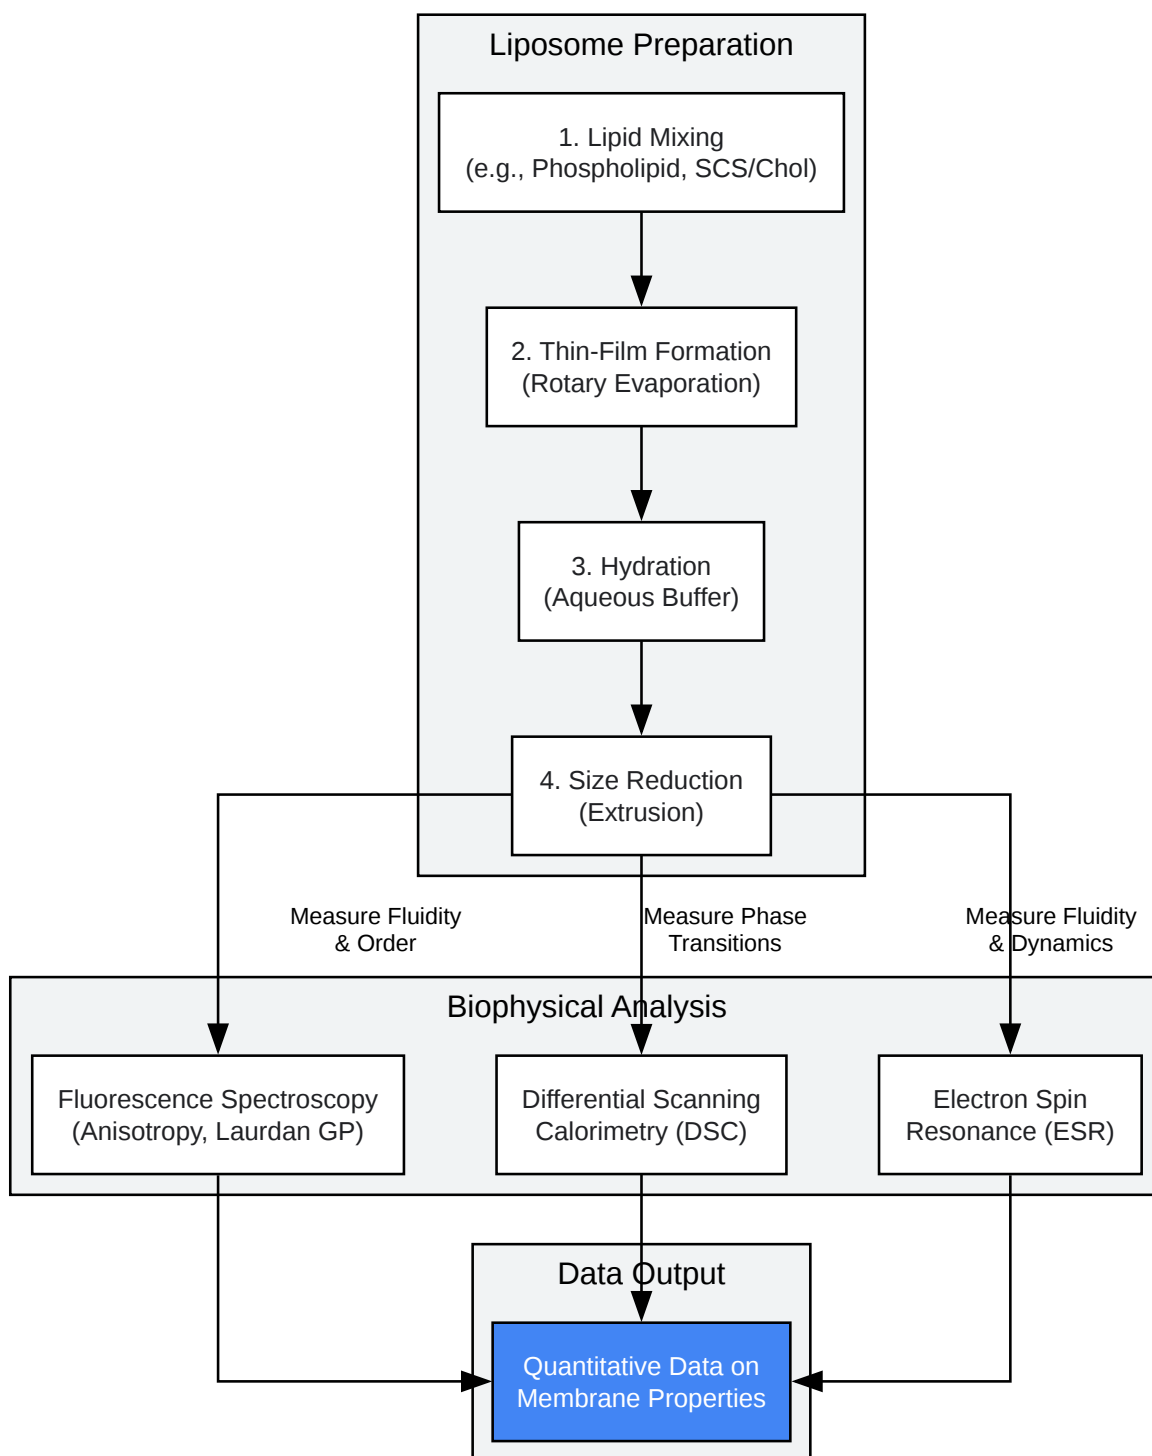 Liposome Preparation
1. Lipid Mixing
(e.g., Phospholipid, SCS/Chol)
2. Thin-Film Formation
(Rotary Evaporation)
3. Hydration
(Aqueous Buffer)
4. Size Reduction
(Extrusion)
Measure Fluidity
& Order
Measure Phase
Transitions
Measure Fluidity
& Dynamics
Biophysical Analysis
Fluorescence Spectroscopy
(Anisotropy, Laurdan GP)
Differential Scanning
Calorimetry (DSC)
Electron Spin
Resonance (ESR)
Data Output
Quantitative Data on
Membrane Properties